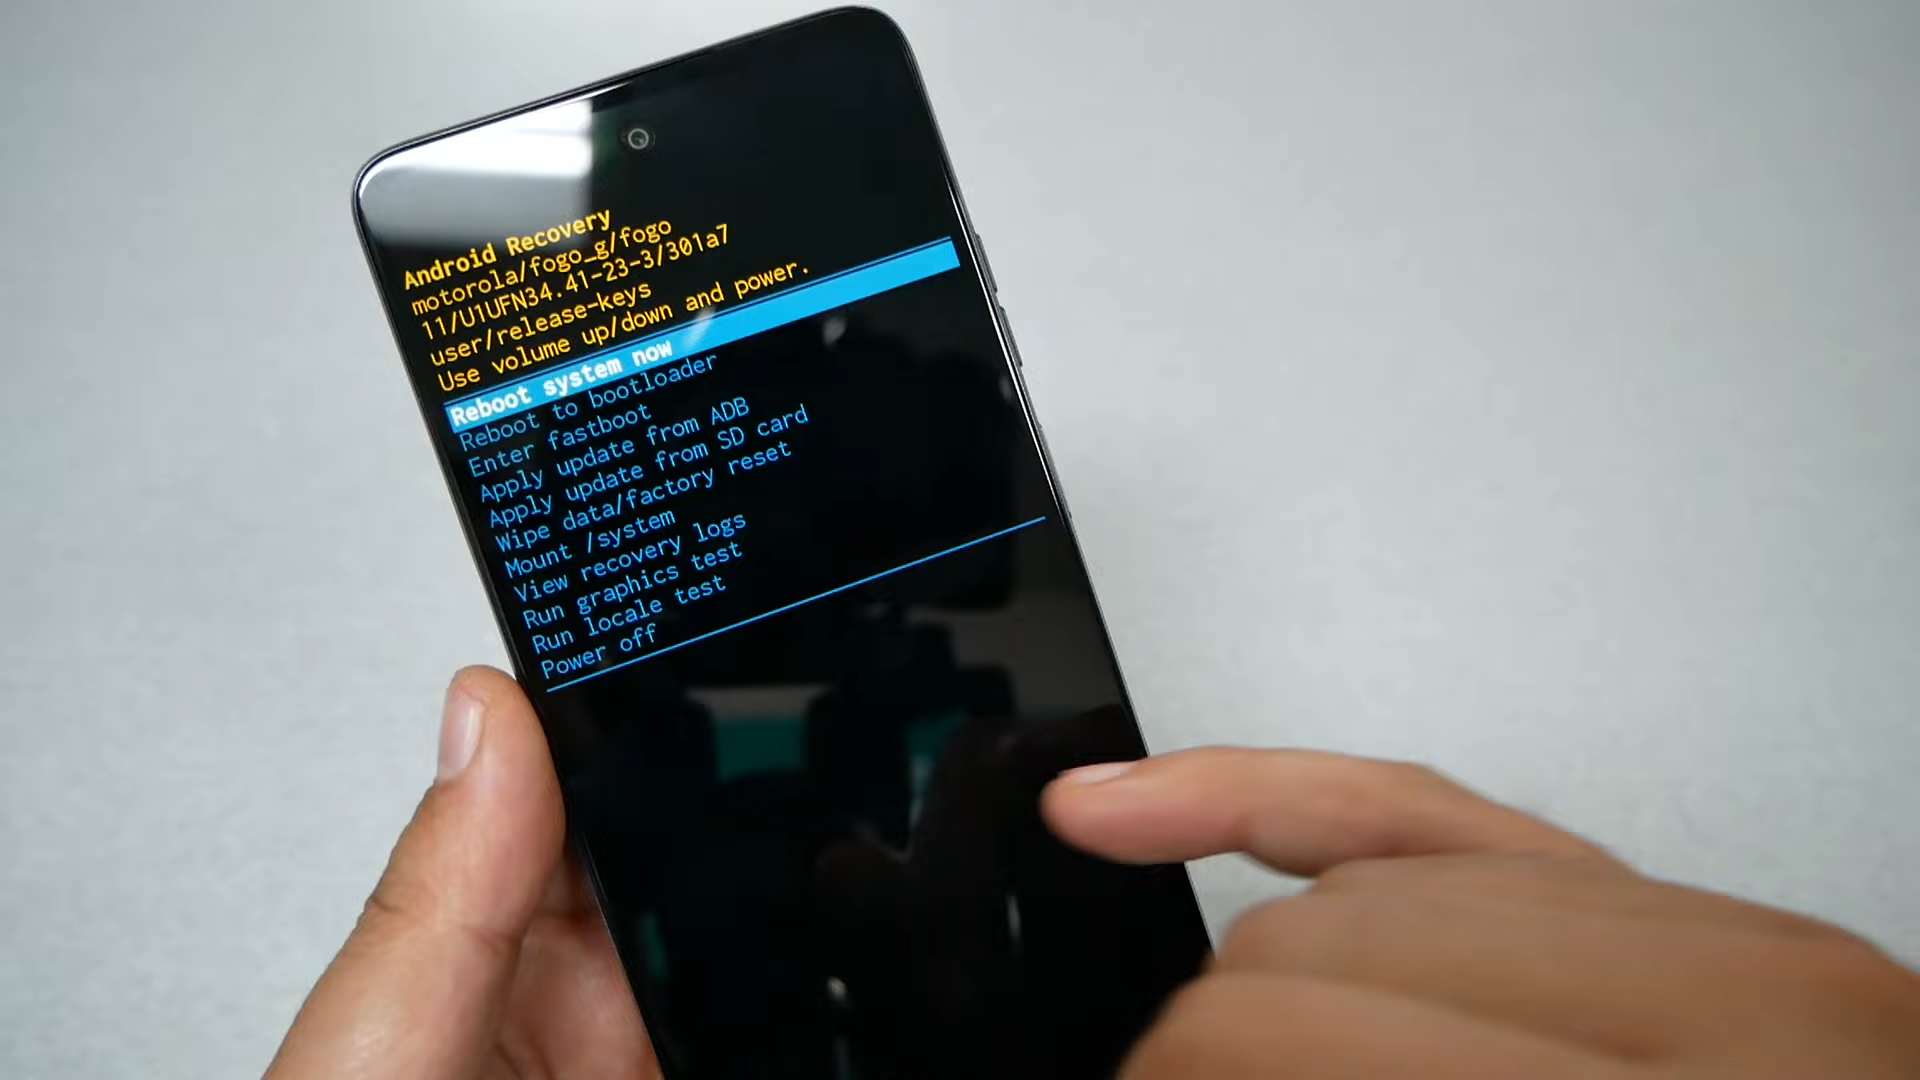 Android Recovery
motorola/fogo_g/fogo
11/U1UFN34.41-23-3/301a7
user/release-keys
Use volume up/down and power.
Reboot system now
Reboot to bootloader
Enter fastboot
Apply update from ADB
Apply update from SD card
Wipe data/factory reset
Mount /system
View recovery logs
Run graphics test
Run locale test
Power off